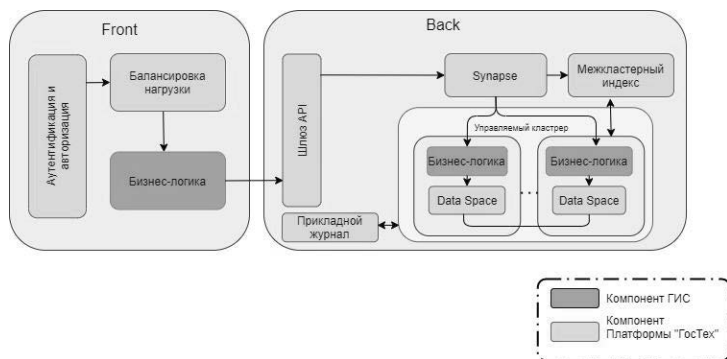 Front
Back
Аутентификация и
авторизация
Балансировка
нагрузки
Бизнес-логика
Шлюз API
Synapse
Межкластерный
индекс
Управляемый кластрер
Бизнес-логика
Бизнес-логика
Data Space
...
Data Space
Прикладной
журнал
Компонент ГИС
Компонент
Платформы "ГосТех"